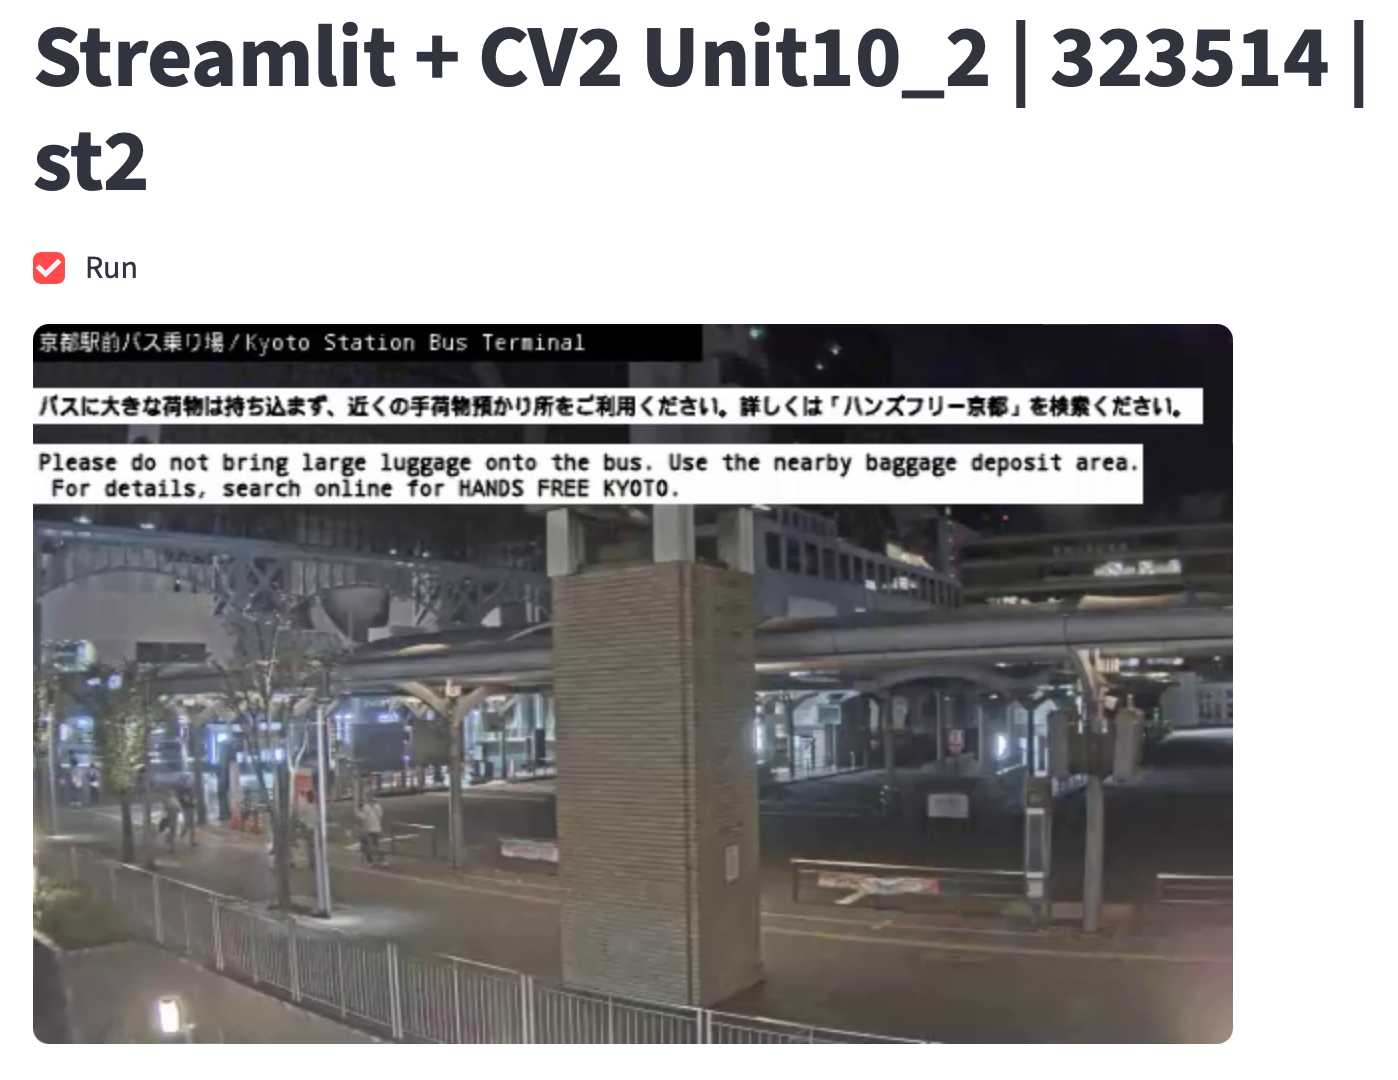 Streamlit + CV2 Unit10_2 | 323514 |
st2
Run
京都駅前バス乗り場/Kyoto Station Bus Terminal
バスに大きな荷物は持ち込まず、近くの手荷物預かり所をご利用ください。詳しくは「ハンズフリー京都」を検索ください。
Please do not bring large luggage onto the bus. Use the nearby baggage deposit area.
For details, search online for HANDS FREE KYOTO.